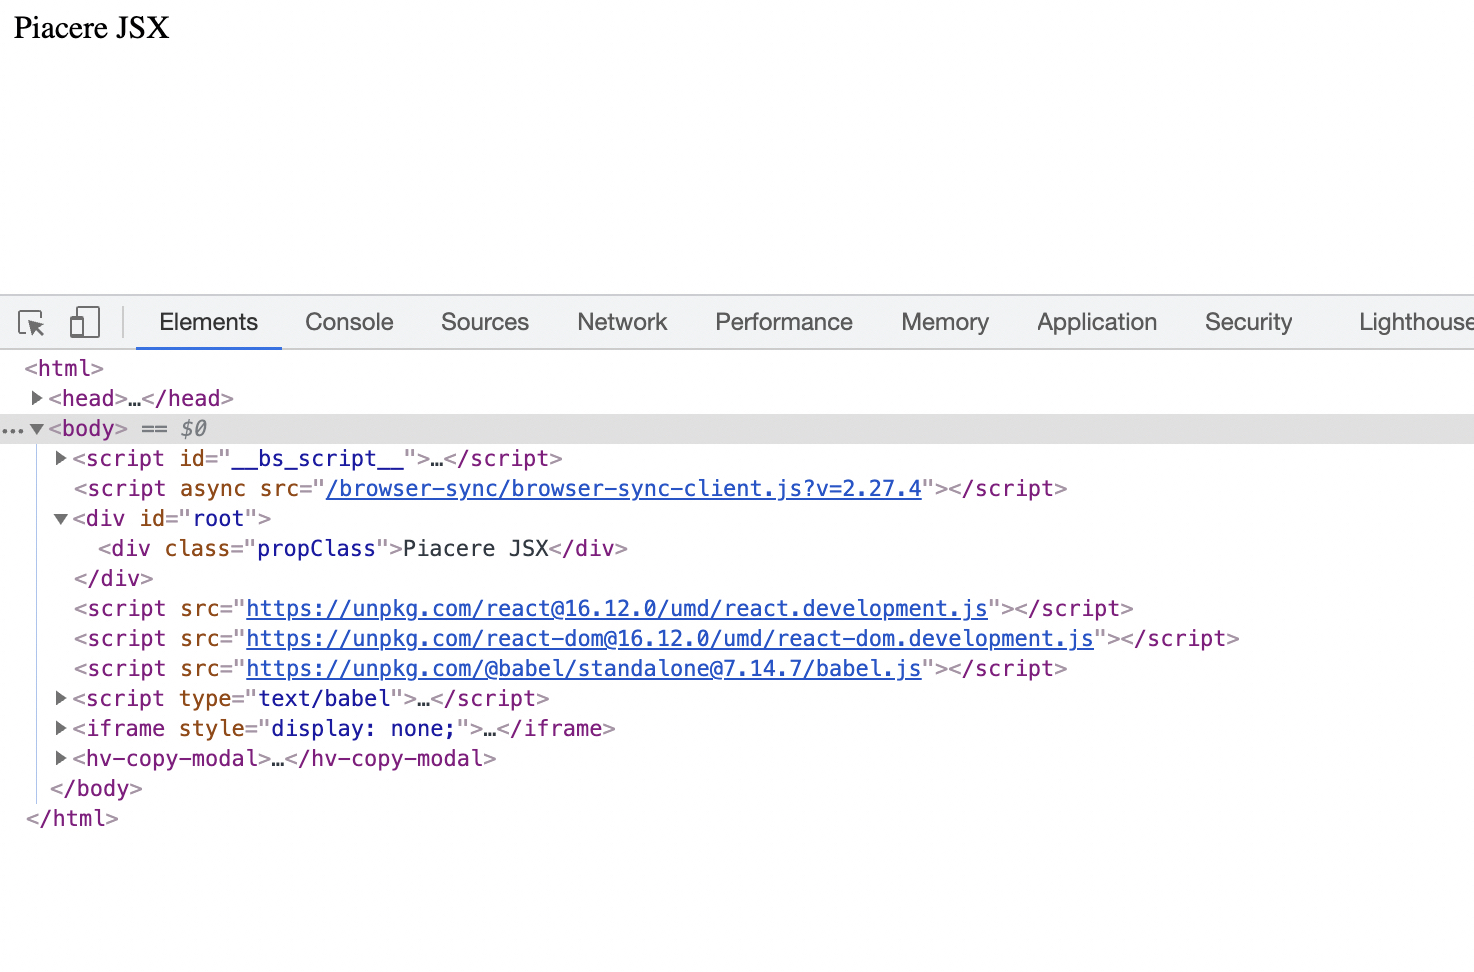 Piacere JSX
Elements Console Sources Network Performance Memory Application Security Lighthouse
<html>
<head>…</head>
<body> == $0
<script id="__bs_script__">…</script>
<script async src="/browser-sync/browser-sync-client.js?v=2.27.4"></script>
<div id="root">
<div class="propClass">Piacere JSX</div>
</div>
<script src="https://unpkg.com/react@16.12.0/umd/react.development.js"></script>
<script src="https://unpkg.com/react-dom@16.12.0/umd/react-dom.development.js"></script>
<script src="https://unpkg.com/@babel/standalone@7.14.7/babel.js"></script>
<script type="text/babel">…</script>
<iframe style="display: none;">…</iframe>
<hv-copy-modal>…</hv-copy-modal>
</body>
</html>